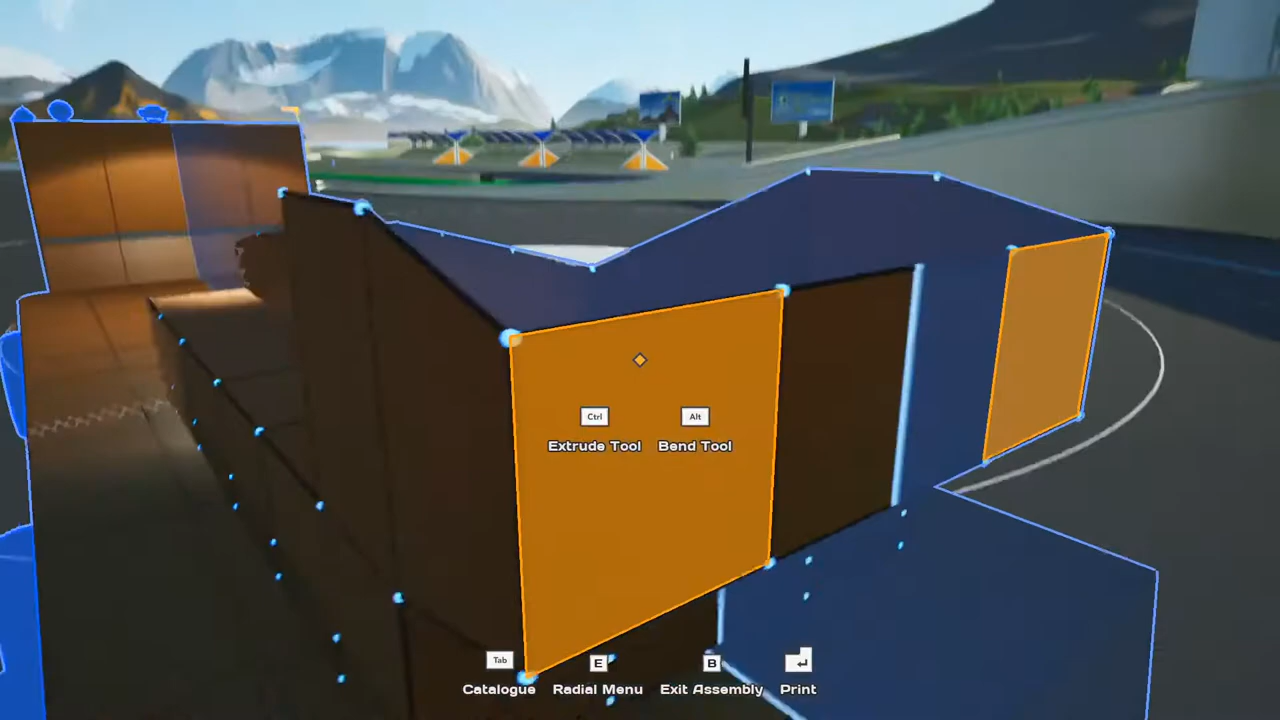 Ctrl Alt
Extrude Tool Bend Tool
Tab E B
Catalogue Radial Menu Exit Assembly Print